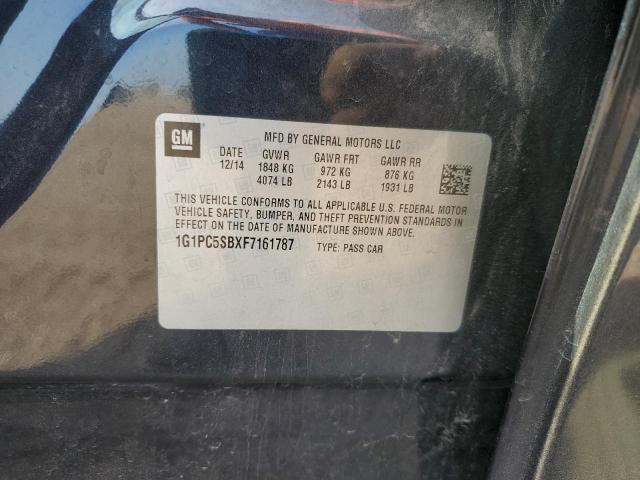 GM
MFD BY GENERAL MOTORS LLC
DATE GVWR GAWR FRT GAWR RR
12/14 1848 KG 972 KG 876 KG
4074 LB 2143 LB 1931 LB
THIS VEHICLE CONFORMS TO ALL APPLICABLE U.S. FEDERAL MOTOR
VEHICLE SAFETY, BUMPER, AND THEFT PREVENTION STANDARDS IN
EFFECT ON THE DATE OF MANUFACTURE SHOWN ABOVE.
1G1PC5SBXF7161787 TYPE: PASS CAR